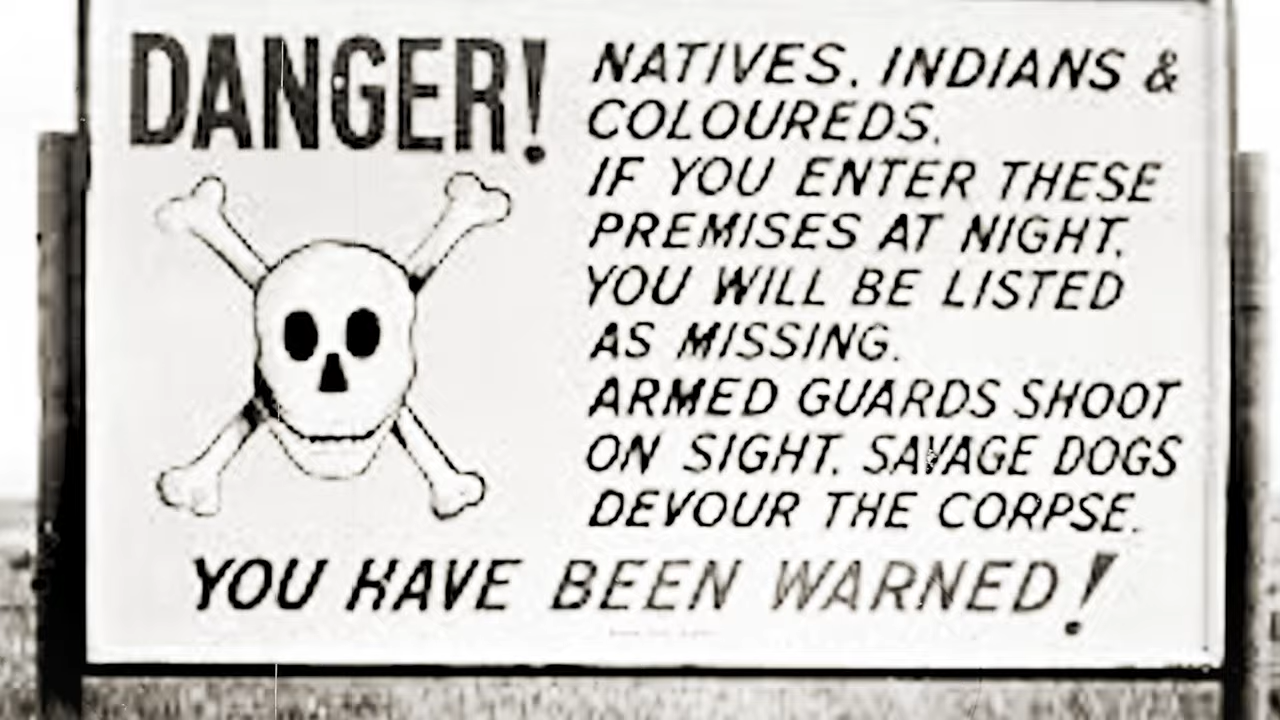 DANGER!
NATIVES. INDIANS &
COLOUREDS.
IF YOU ENTER THESE
PREMISES AT NIGHT.
YOU WILL BE LISTED
AS MISSING.
ARMED GUARDS SHOOT
ON SIGHT. SAVAGE DOGS
DEVOUR THE CORPSE.
YOU HAVE BEEN WARNED!